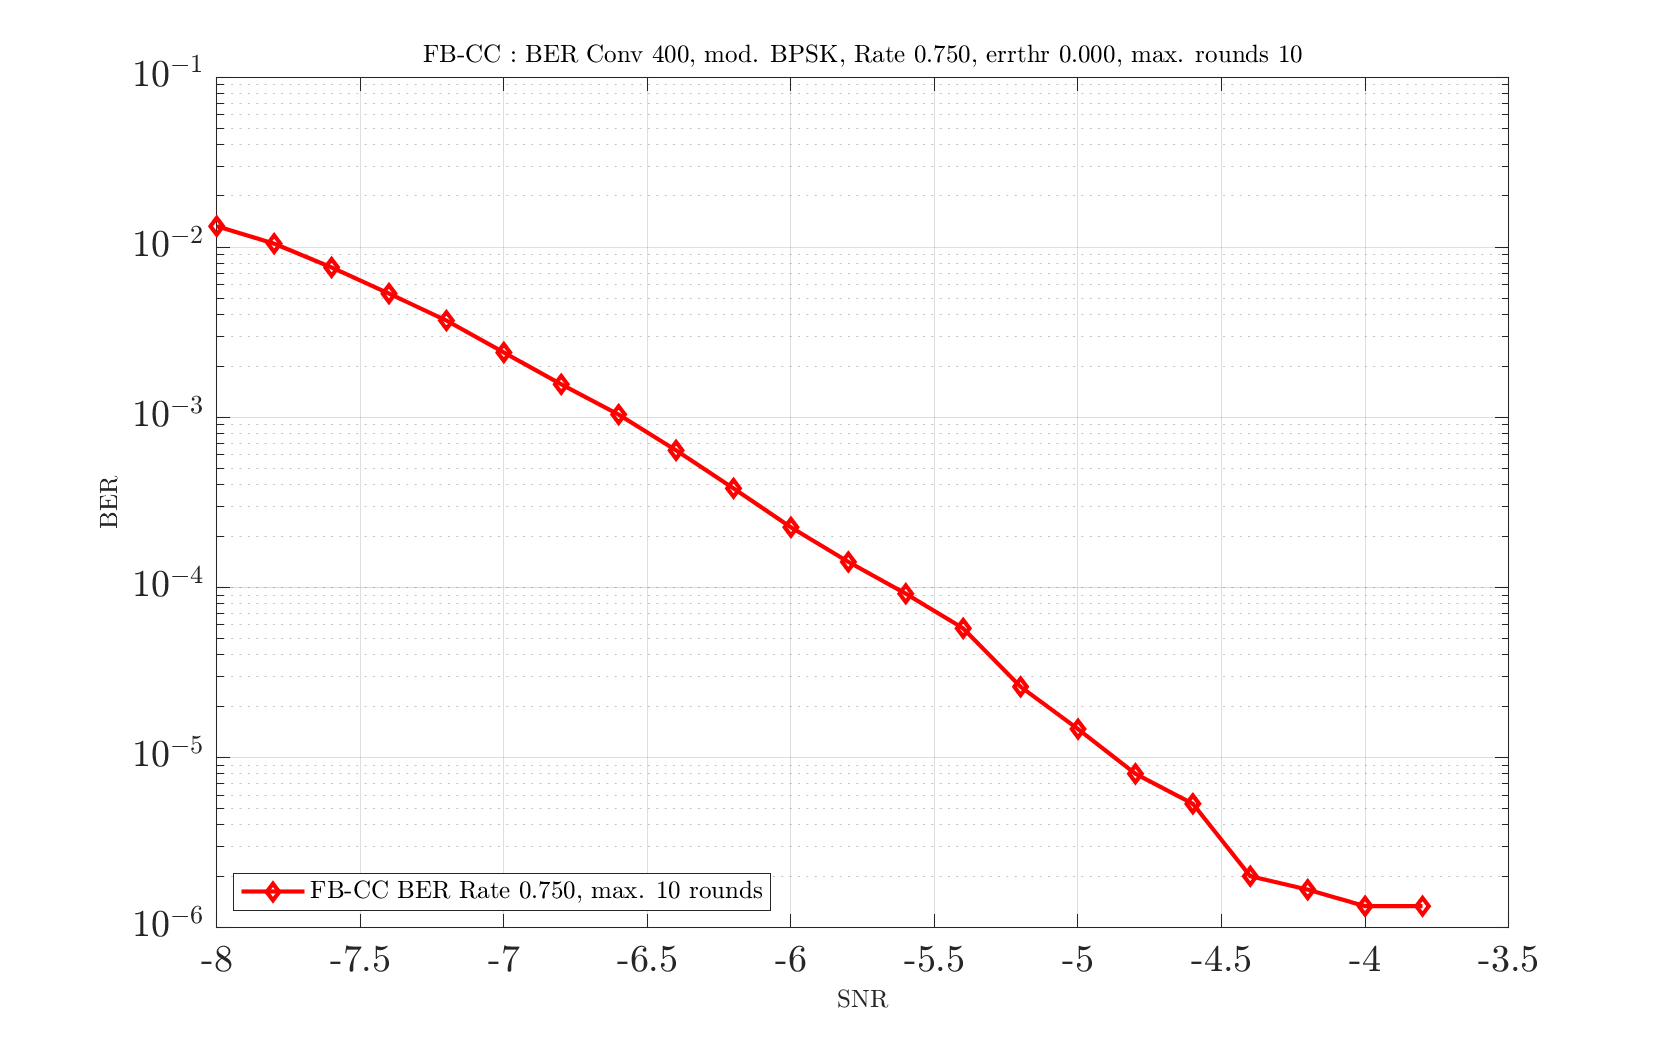 FB-CC : BER Conv 400, mod. BPSK, Rate 0.750, errthr 0.000, max. rounds 10
10^{-1}
10^{-2}
10^{-3}
10^{-4}
10^{-5}
10^{-6}
BER
FB-CC BER Rate 0.750, max. 10 rounds
-8 -7.5 -7 -6.5 -6 -5.5 -5 -4.5 -4 -3.5
SNR